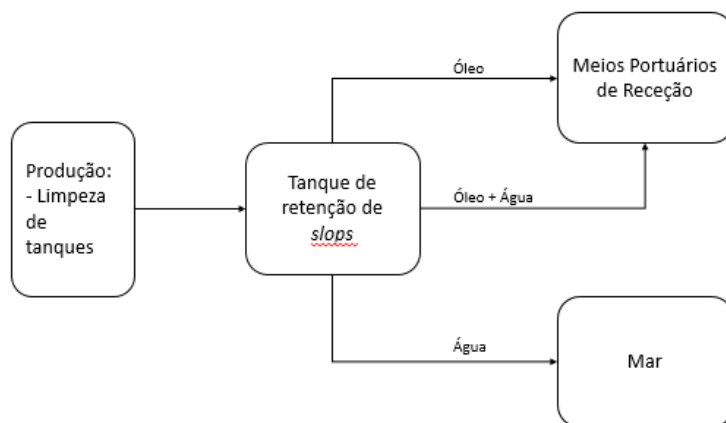 Óleo
Meios Portuários
de Receção
Produção:
- Limpeza
de
tanques
Tanque de
retenção de
slops
Óleo + Água
Água
Mar